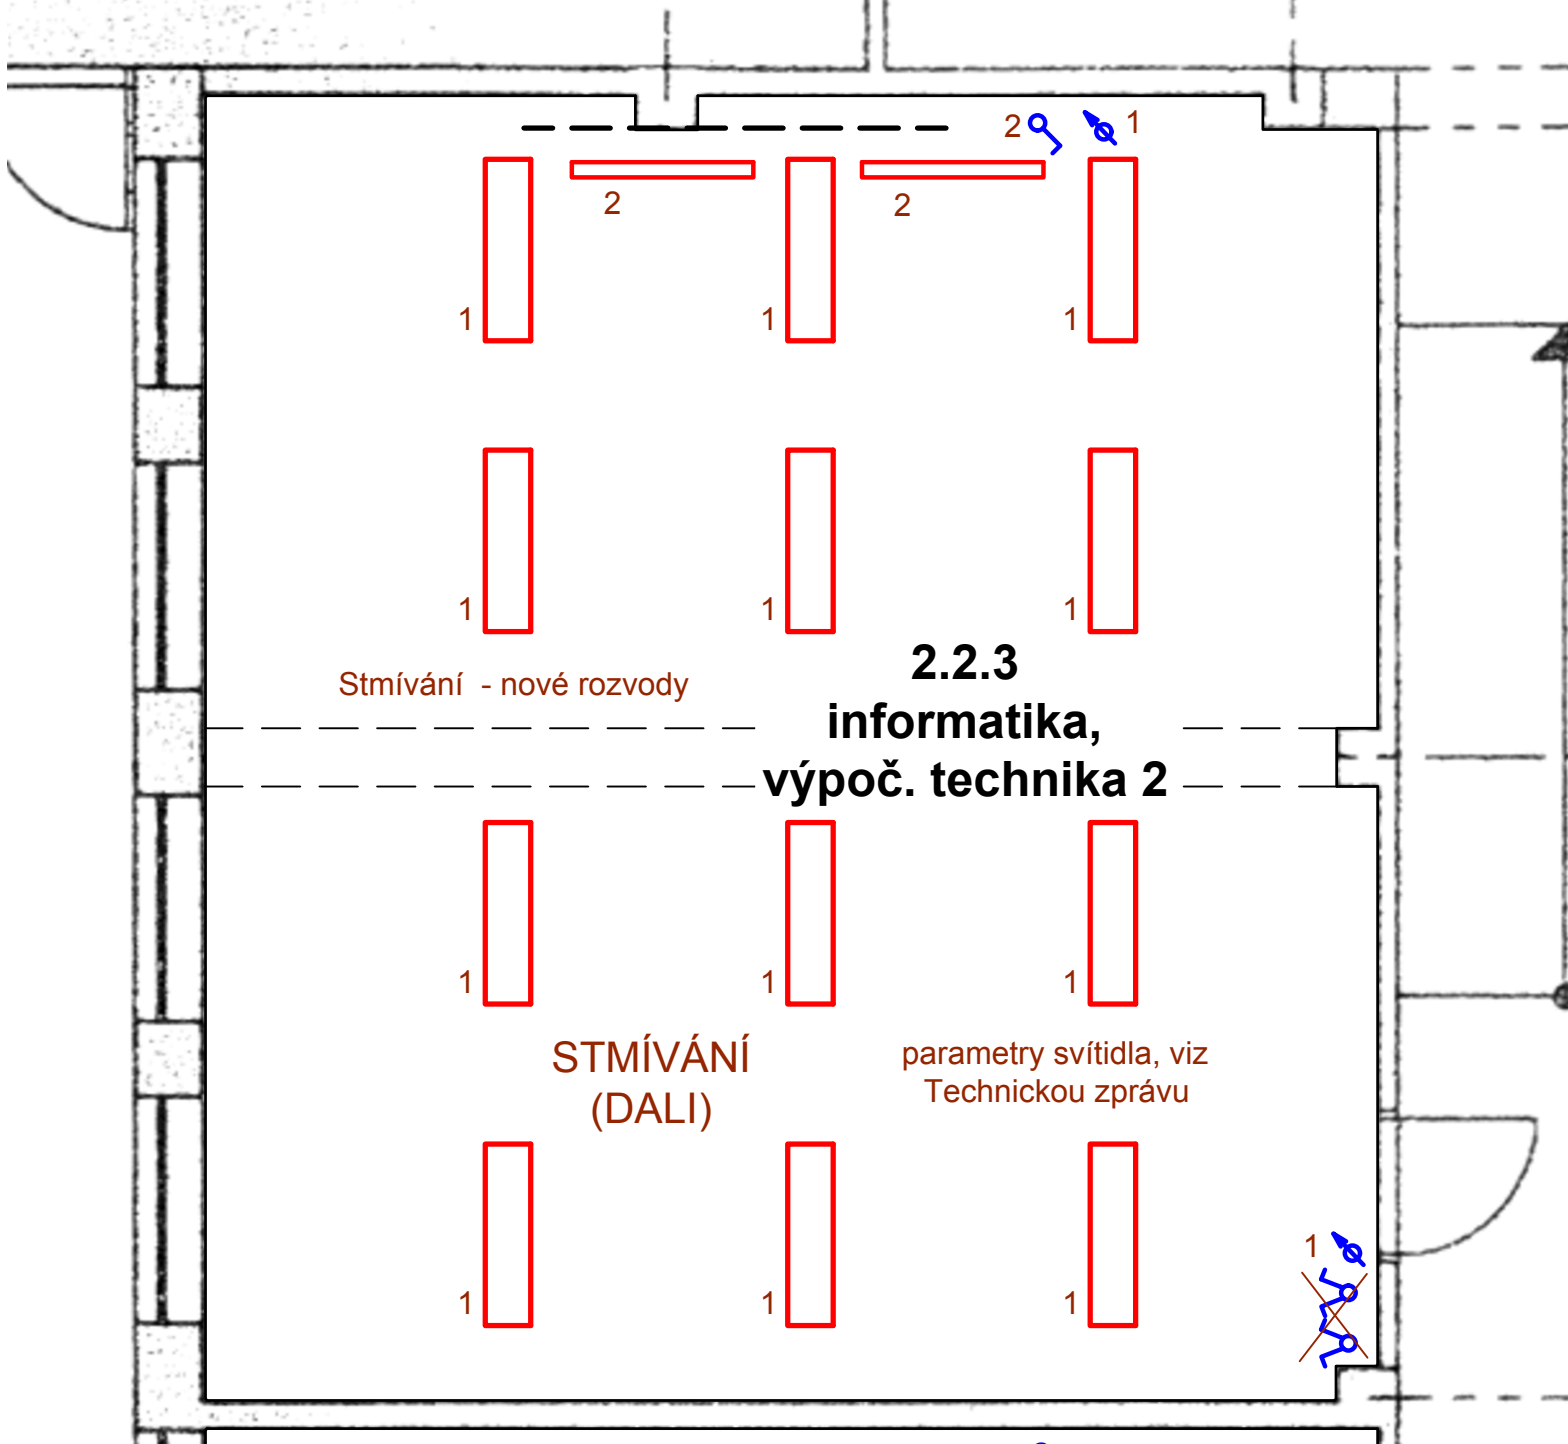 2 1
2 2
1 1 1
1 1 1
2.2.3
Stmívání - nové rozvody
informatika,
výpoč. technika 2
1 1 1
STMÍVÁNÍ
(DALI)
parametry svítidla, viz
Technickou zprávu
1
1 1 1